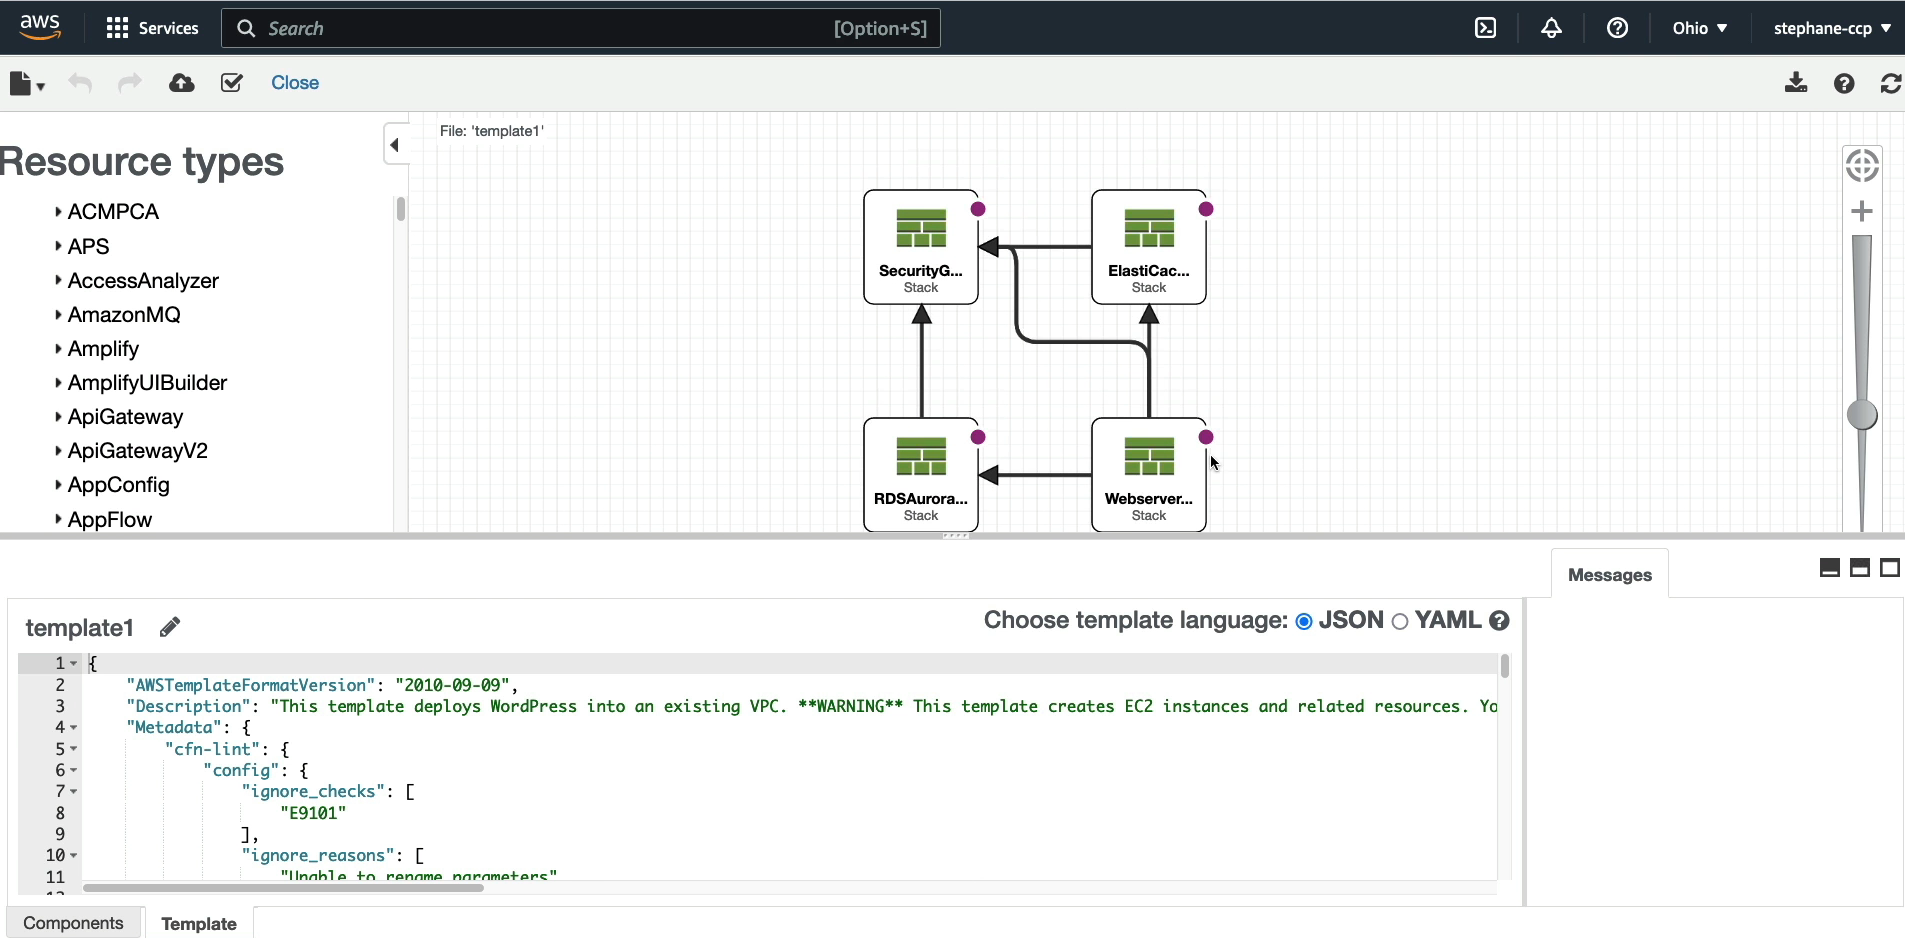 aws
Services
Search
[Option+S]
Ohio
stephane-ccp
Close
File: 'template1'
Resource types
ACMPCA
APS
AccessAnalyzer
AmazonMQ
Amplify
AmplifyUIBuilder
ApiGateway
ApiGatewayV2
AppConfig
AppFlow
SecurityG...
Stack
ElastiCac...
Stack
RDSAurora...
Stack
Webserver...
Stack
Messages
template1
Choose template language: JSON YAML
1 {
2 "AWSTemplateFormatVersion": "2010-09-09",
3 "Description": "This template deploys WordPress into an existing VPC. **WARNING** This template creates EC2 instances and related resources. Yo
4 "Metadata": {
5 "cfn-lint": {
6 "config": {
7 "ignore_checks": [
8 "E9101"
9 ],
10 "ignore_reasons": [
11 "Unable to rename parameters"
Components
Template